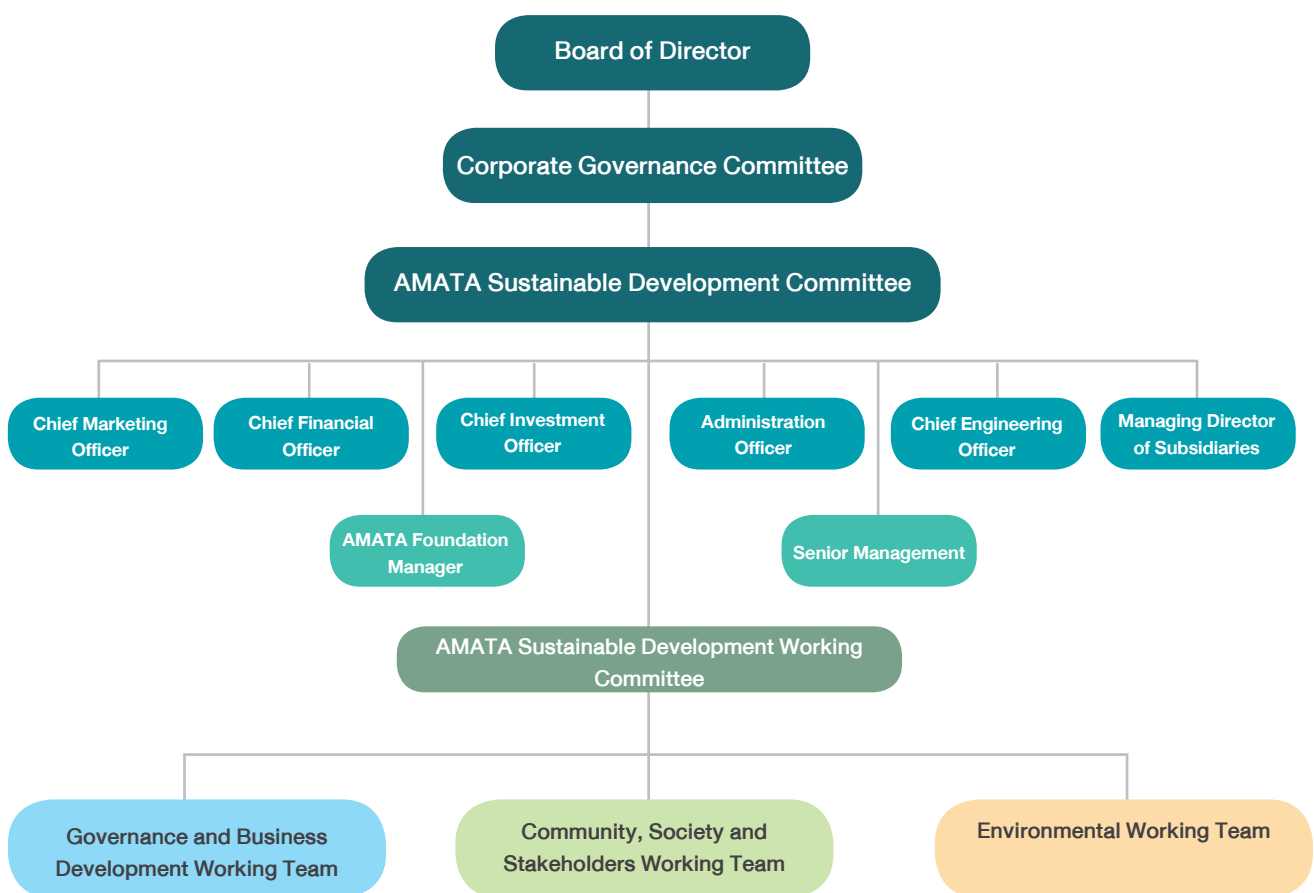 Board of Director
Corporate Governance Committee
AMATA Sustainable Development Committee
Chief Marketing
Officer
Chief Financial
Officer
Chief Investment
Officer
Administration
Officer
Chief Engineering
Officer
Managing Director
of Subsidiaries
AMATA Foundation
Manager
Senior Management
AMATA Sustainable Development Working
Committee
Governance and Business
Development Working Team
Community, Society and
Stakeholders Working Team
Environmental Working Team